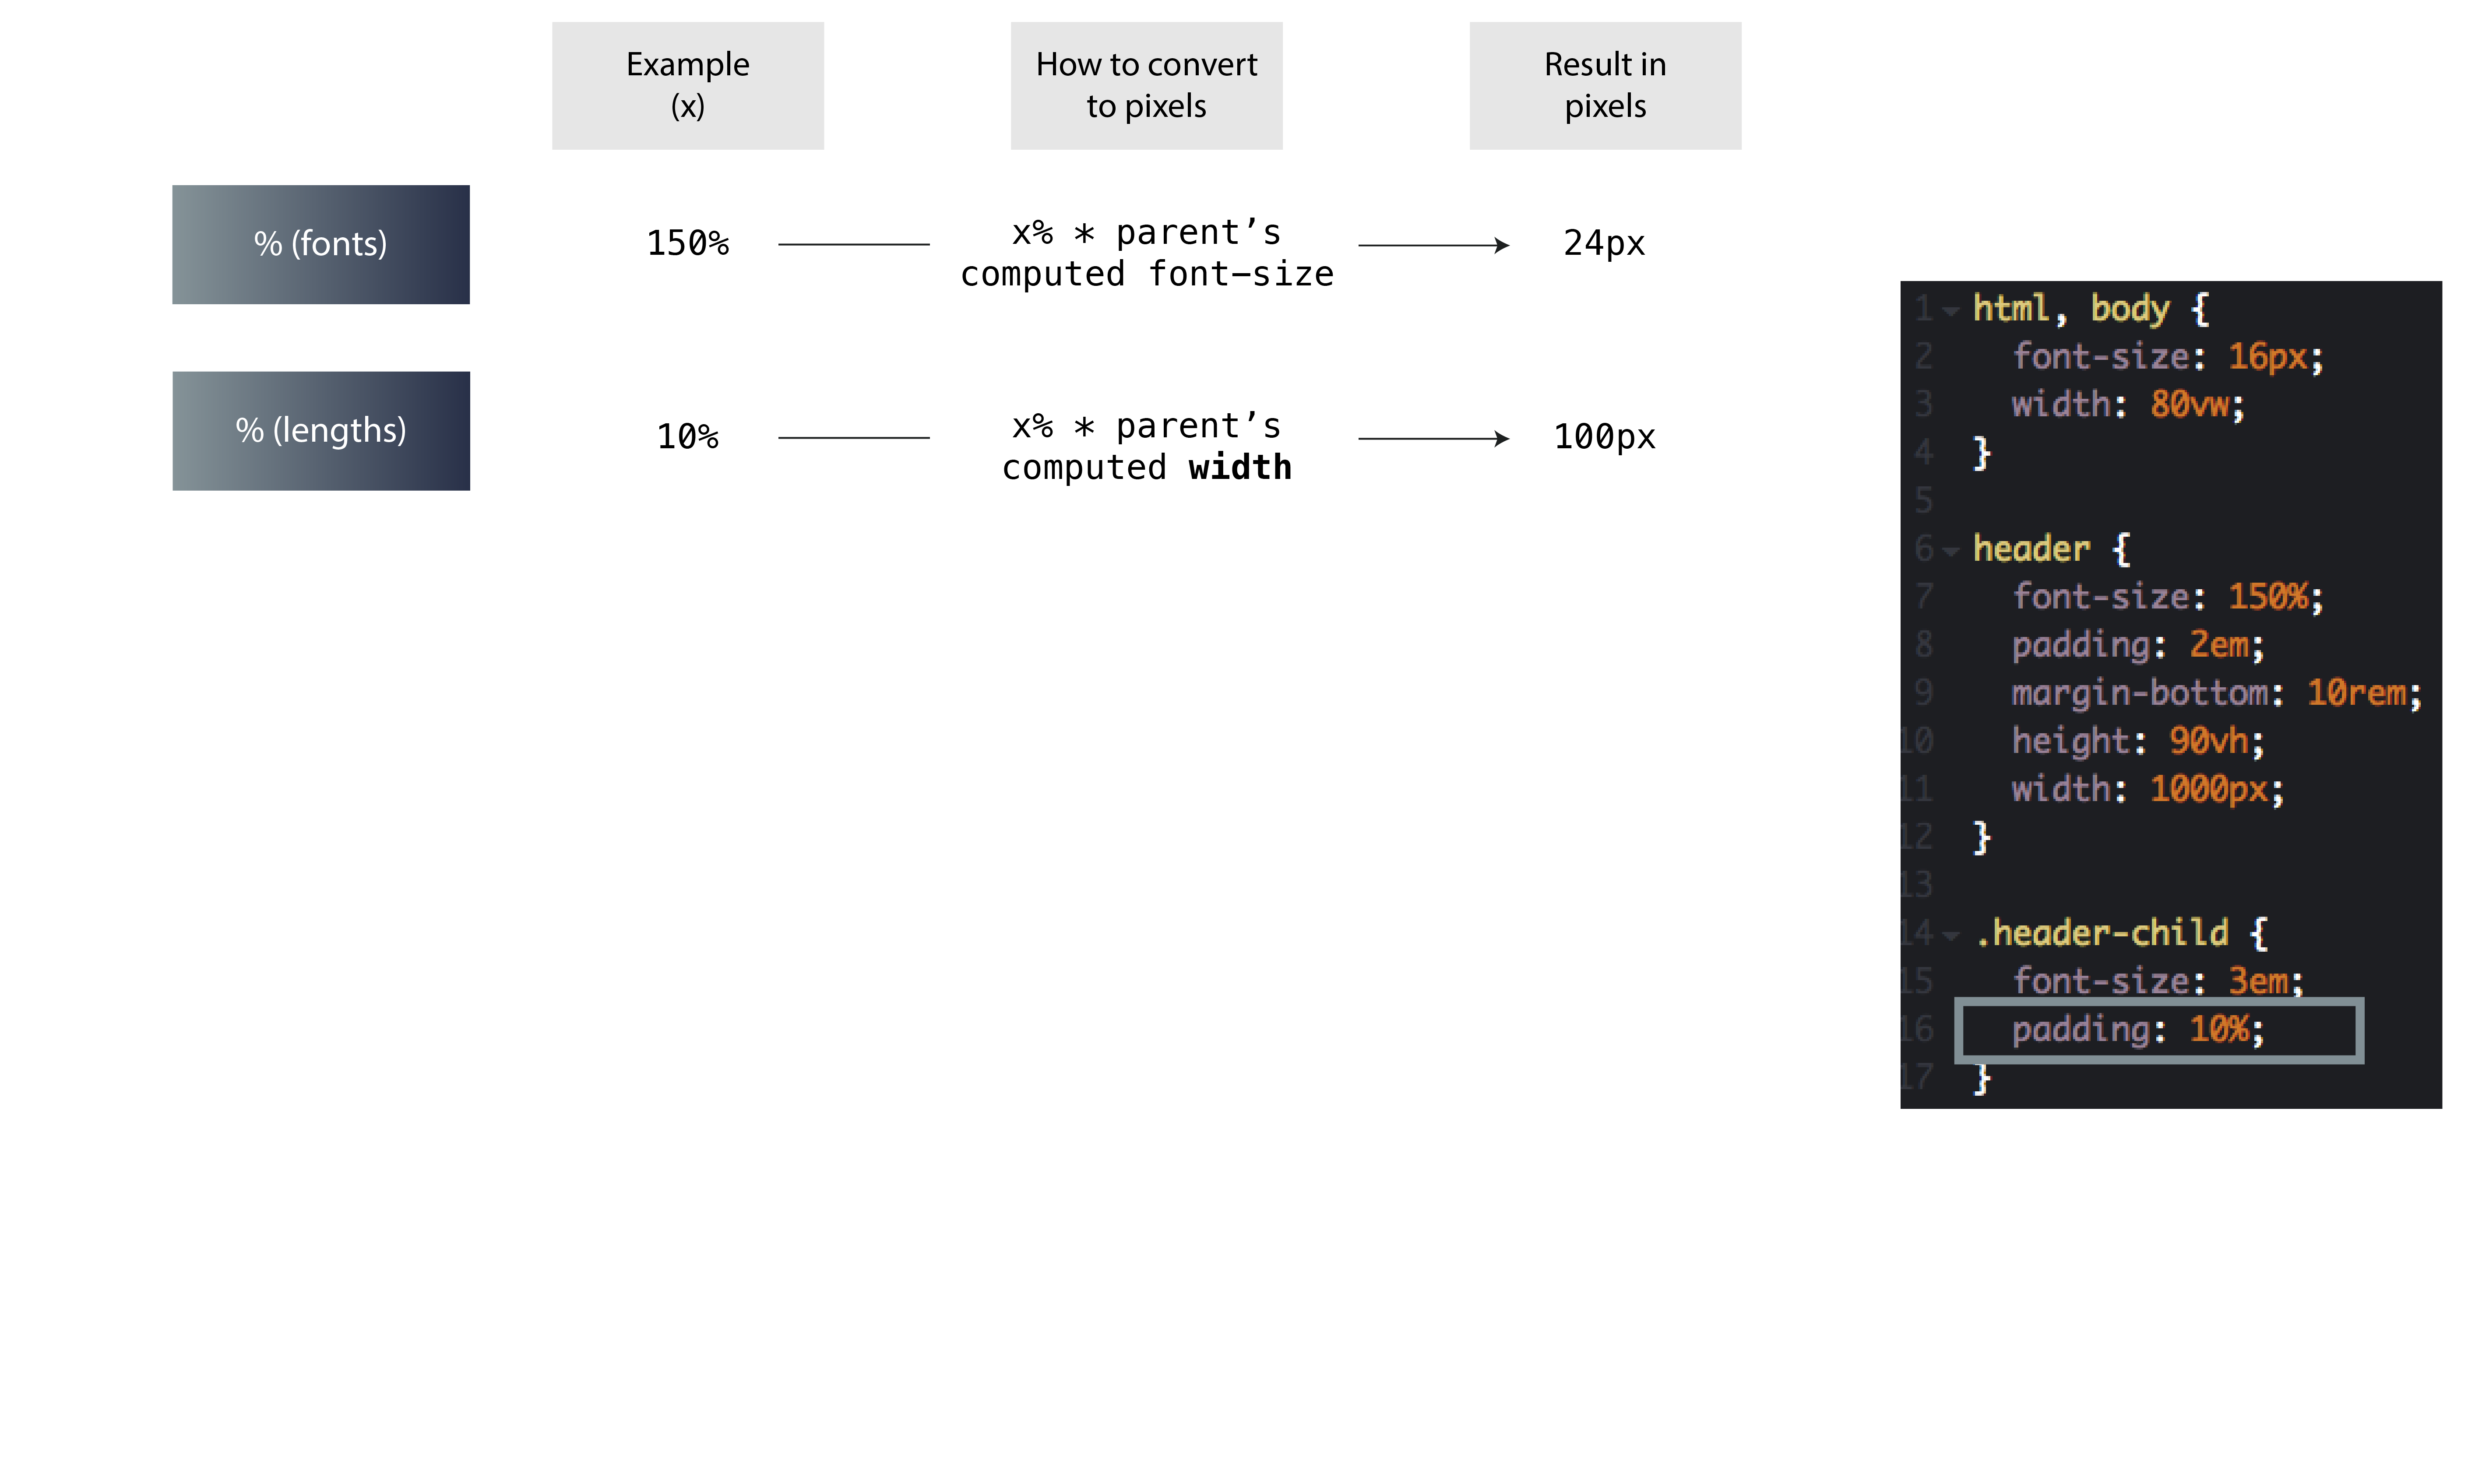 Example
(x)
How to convert
to pixels
Result in
pixels
% (fonts)
150%
x% * parent’s
computed font-size
24px
% (lengths)
10%
x% * parent’s
computed width
100px
1 html, body {
2 font-size: 16px;
3 width: 80vw;
4 }
5
6 header {
7 font-size: 150%;
8 padding: 2em;
9 margin-bottom: 10rem;
10 height: 90vh;
11 width: 1000px;
12 }
13
14 .header-child {
15 font-size: 3em;
16 padding: 10%;
17 }